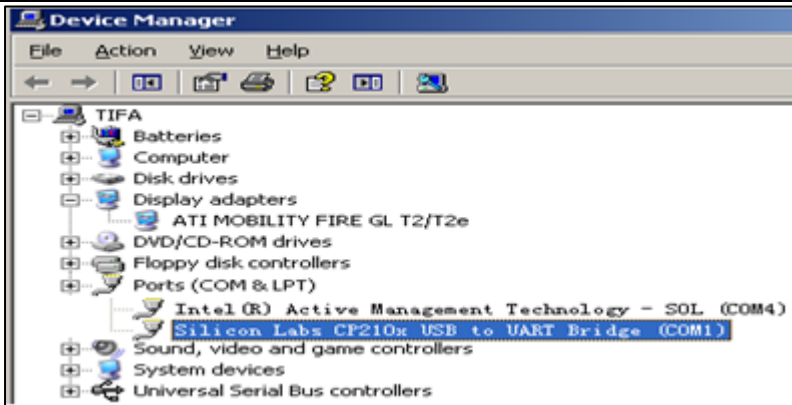 Device Manager
File Action View Help
TIFA
Batteries
Computer
Disk drives
Display adapters
ATI MOBILITY FIRE GL T2/T2e
DVD/CD-ROM drives
Floppy disk controllers
Ports (COM & LPT)
Intel(R) Active Management Technology - SOL (COM4)
Silicon Labs CP210x USB to UART Bridge (COM1)
Sound, video and game controllers
System devices
Universal Serial Bus controllers